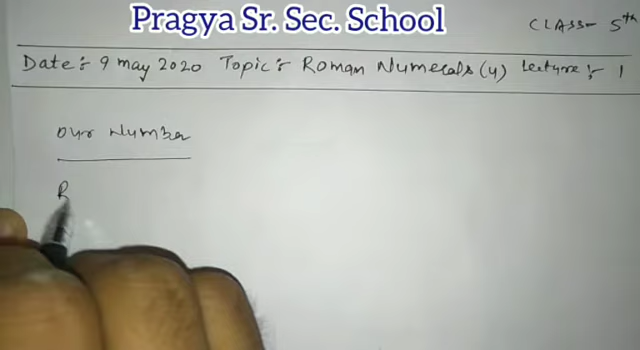 Pragya Sr. Sec. School
CLASS- 5th
Date:- 9 may 2020 Topic:- Roman Numerals (4) Lecture:- 1
Our Number
R